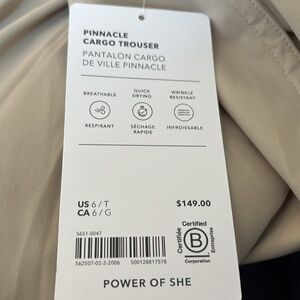 PINNACLE
CARGO TROUSER
PANTALON CARGO
DE VILLE PINNACLE
BREATHABLE
QUICK
DRYING
WRINKLE
RESISTANT
RESPIRANT
SÉCHAGE
RAPIDE
INFROISSABLE
US 6/T
CA 6/G
$149.00
5651-0047
562507-02-2-2006 500128817578
Certified
Certifiée
B
Entreprise
Corporation
POWER OF SHE